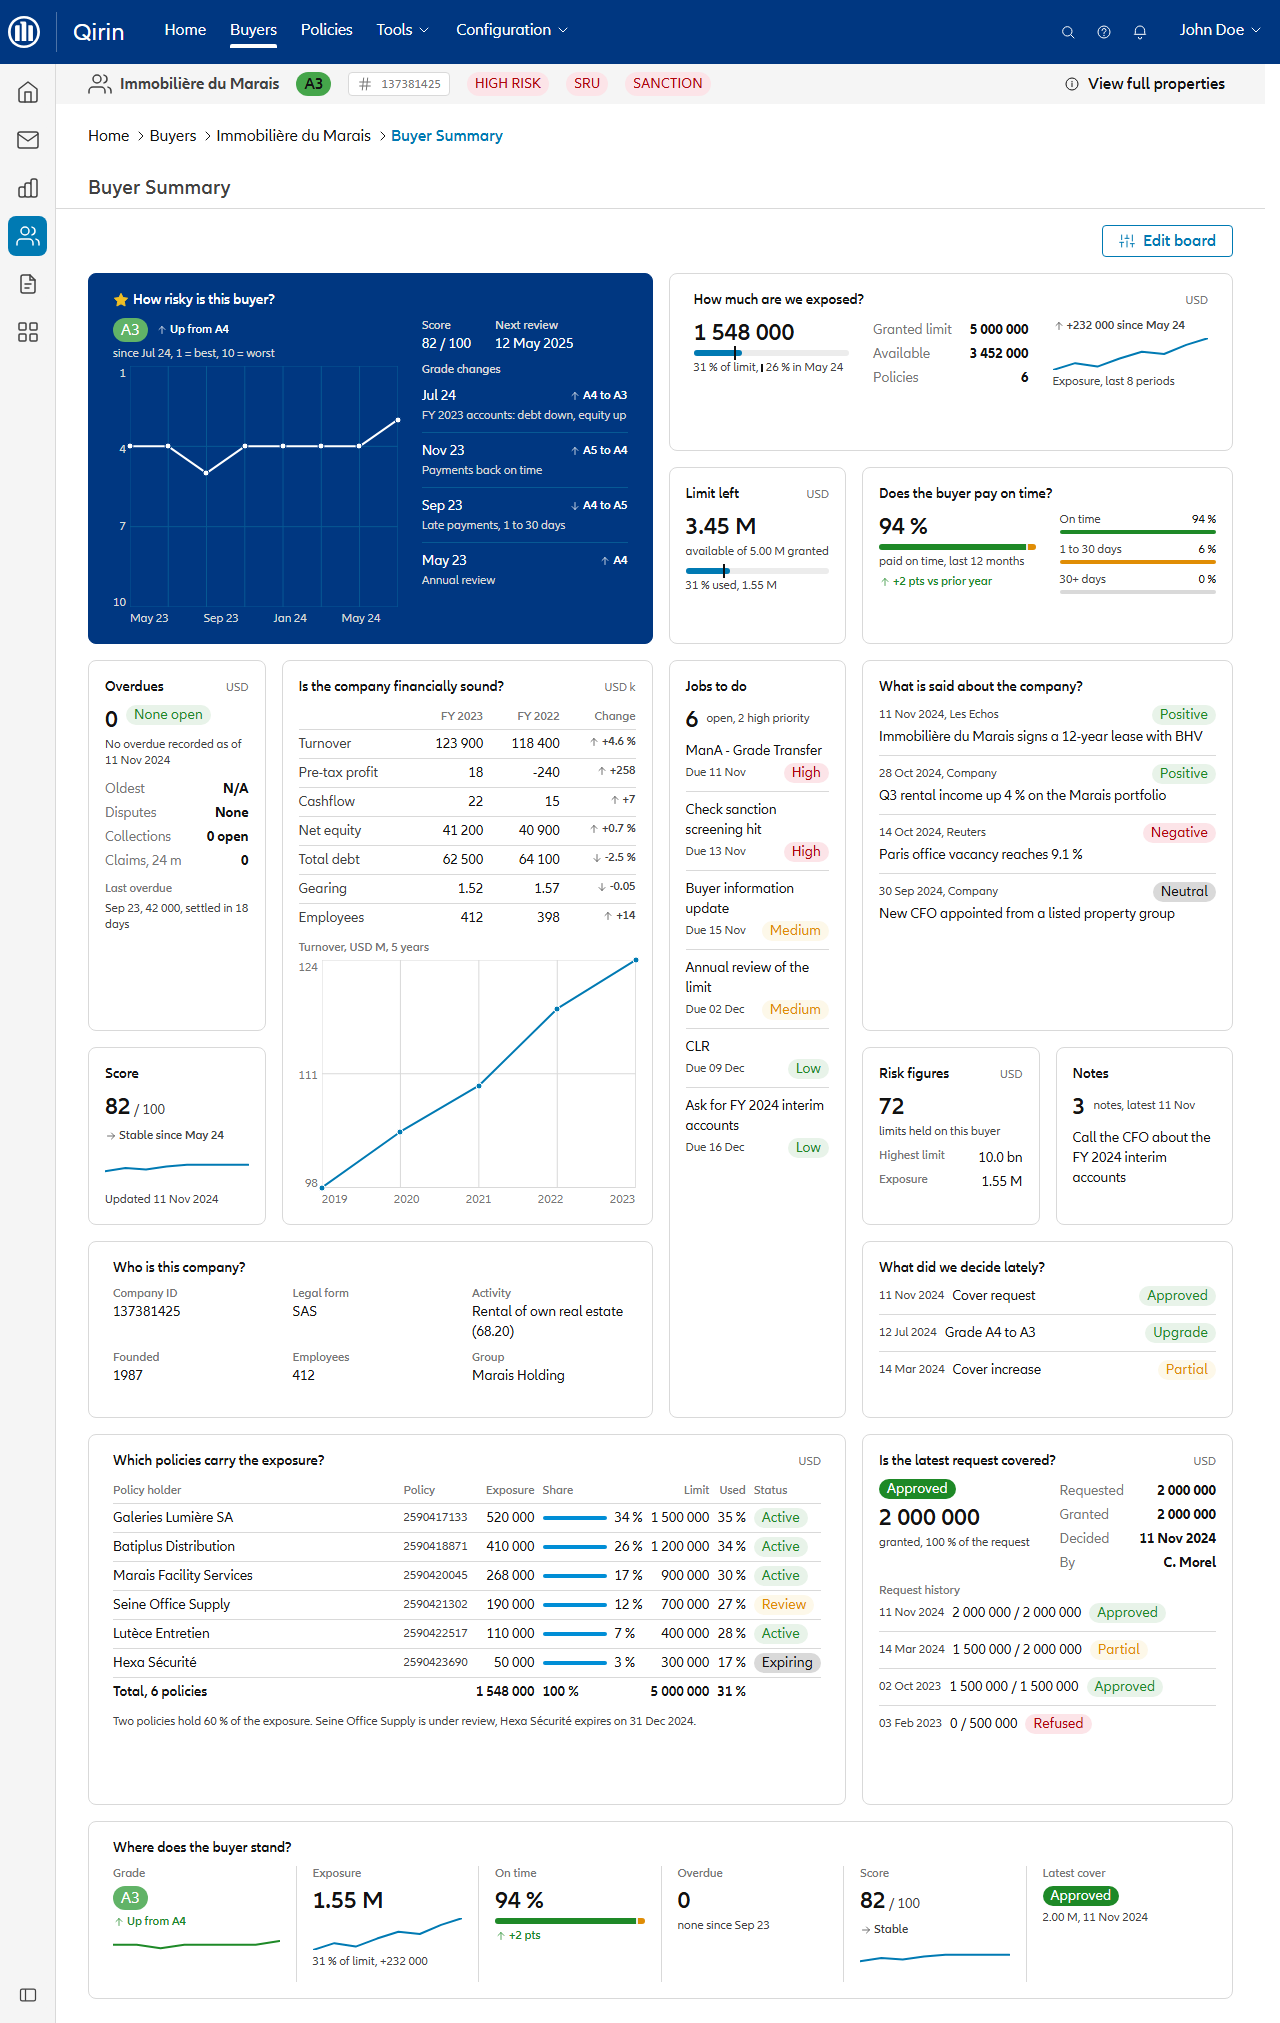 Qirin
Home
Buyers
Policies
Tools
Configuration
John Doe
Immobilière du Marais
A3
# 137381425
HIGH RISK
SRU
SANCTION
View full properties
Home > Buyers > Immobilière du Marais > Buyer Summary
Buyer Summary
Edit board
How risky is this buyer?
A3 ↑ Up from A4
since Jul 24, 1 = best, 10 = worst
1
4
7
10
May 23
Sep 23
Jan 24
May 24
Score
82 / 100
Next review
12 May 2025
Grade changes
Jul 24 ↑ A4 to A3
FY 2023 accounts: debt down, equity up
Nov 23 ↑ A5 to A4
Payments back on time
Sep 23 ↓ A4 to A5
Late payments, 1 to 30 days
May 23 ↑ A4
Annual review
How much are we exposed? USD
1 548 000
31 % of limit, 26 % in May 24
Granted limit 5 000 000
Available 3 452 000
Policies 6
↑ +232 000 since May 24
Exposure, last 8 periods
Limit left USD
3.45 M
available of 5.00 M granted
31 % used, 1.55 M
Does the buyer pay on time?
94 %
paid on time, last 12 months
↑ +2 pts vs prior year
On time 94 %
1 to 30 days 6 %
30+ days 0 %
Overdues USD
0 None open
No overdue recorded as of
11 Nov 2024
Oldest N/A
Disputes None
Collections 0 open
Claims, 24 m 0
Last overdue
Sep 23, 42 000, settled in 18
days
Is the company financially sound? USD k
FY 2023 FY 2022 Change
Turnover 123 900 118 400 ↑ +4.6 %
Pre-tax profit 18 -240 ↑ +258
Cashflow 22 15 ↑ +7
Net equity 41 200 40 900 ↑ +0.7 %
Total debt 62 500 64 100 ↓ -2.5 %
Gearing 1.52 1.57 ↓ -0.05
Employees 412 398 ↑ +14
Turnover, USD M, 5 years
124
111
98
2019 2020 2021 2022 2023
Jobs to do
6 open, 2 high priority
ManA - Grade Transfer
Due 11 Nov High
Check sanction
screening hit
Due 13 Nov High
Buyer information
update
Due 15 Nov Medium
Annual review of the
limit
Due 02 Dec Medium
CLR
Due 09 Dec Low
Ask for FY 2024 interim
accounts
Due 16 Dec Low
What is said about the company?
11 Nov 2024, Les Echos Positive
Immobilière du Marais signs a 12-year lease with BHV
28 Oct 2024, Company Positive
Q3 rental income up 4 % on the Marais portfolio
14 Oct 2024, Reuters Negative
Paris office vacancy reaches 9.1 %
30 Sep 2024, Company Neutral
New CFO appointed from a listed property group
Score
82 / 100
→ Stable since May 24
Updated 11 Nov 2024
Risk figures USD
72
limits held on this buyer
Highest limit 10.0 bn
Exposure 1.55 M
Notes
3 notes, latest 11 Nov
Call the CFO about the
FY 2024 interim
accounts
Who is this company?
Company ID
137381425
Legal form
SAS
Activity
Rental of own real estate
(68.20)
Founded
1987
Employees
412
Group
Marais Holding
What did we decide lately?
11 Nov 2024 Cover request Approved
12 Jul 2024 Grade A4 to A3 Upgrade
14 Mar 2024 Cover increase Partial
Which policies carry the exposure? USD
Policy holder Policy Exposure Share Limit Used Status
Galeries Lumière SA 2590417133 520 000 34 % 1 500 000 35 % Active
Batiplus Distribution 2590418871 410 000 26 % 1 200 000 34 % Active
Marais Facility Services 2590420045 268 000 17 % 900 000 30 % Active
Seine Office Supply 2590421302 190 000 12 % 700 000 27 % Review
Lutèce Entretien 2590422517 110 000 7 % 400 000 28 % Active
Hexa Sécurité 2590423690 50 000 3 % 300 000 17 % Expiring
Total, 6 policies 1 548 000 100 % 5 000 000 31 %
Two policies hold 60 % of the exposure. Seine Office Supply is under review, Hexa Sécurité expires on 31 Dec 2024.
Is the latest request covered? USD
Approved
2 000 000
granted, 100 % of the request
Requested 2 000 000
Granted 2 000 000
Decided 11 Nov 2024
By C. Morel
Request history
11 Nov 2024 2 000 000 / 2 000 000 Approved
14 Mar 2024 1 500 000 / 2 000 000 Partial
02 Oct 2023 1 500 000 / 1 500 000 Approved
03 Feb 2023 0 / 500 000 Refused
Where does the buyer stand?
Grade
A3
↑ Up from A4
Exposure
1.55 M
31 % of limit, +232 000
On time
94 %
↑ +2 pts
Overdue
0
none since Sep 23
Score
82 / 100
→ Stable
Latest cover
Approved
2.00 M, 11 Nov 2024